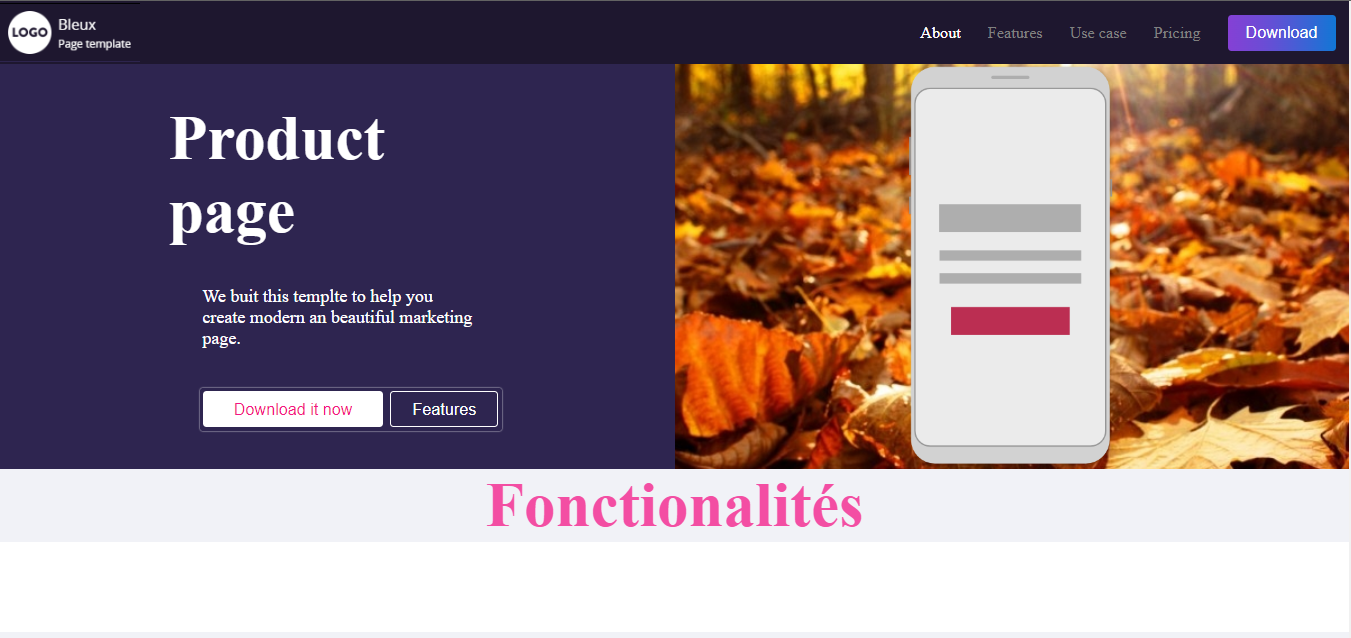 LOGO
Bleux
Page template
About Features Use case Pricing Download
Product
page
We buit this templte to help you
create modern an beautiful marketing
page.
Download it now Features
Fonctionalités